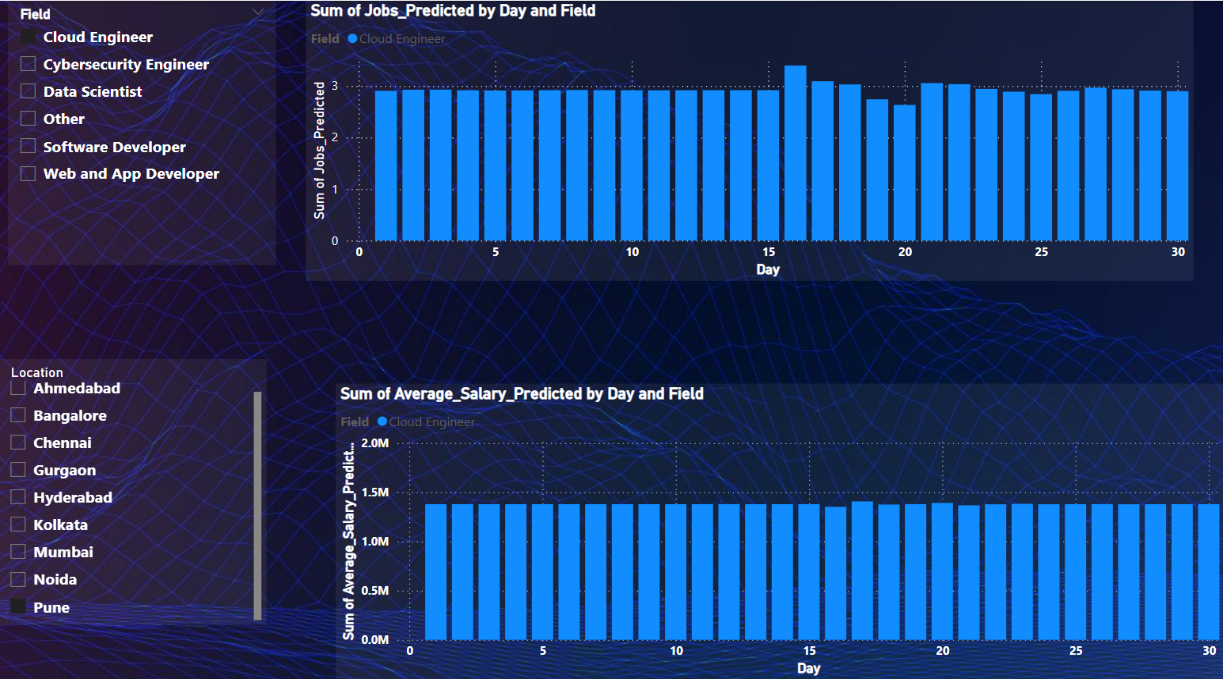 Field
Cloud Engineer
Cybersecurity Engineer
Data Scientist
Other
Software Developer
Web and App Developer
Sum of Jobs_Predicted by Day and Field
Field Cloud Engineer
Sum of Jobs_Predicted
3
2
1
0
0 5 10 15 20 25 30
Day
Location
Ahmedabad
Bangalore
Chennai
Gurgaon
Hyderabad
Kolkata
Mumbai
Noida
Pune
Sum of Average_Salary_Predicted by Day and Field
Field Cloud Engineer
Sum of Average_Salary_Predict...
2.0M
1.5M
1.0M
0.5M
0.0M
0 5 10 15 20 25 30
Day